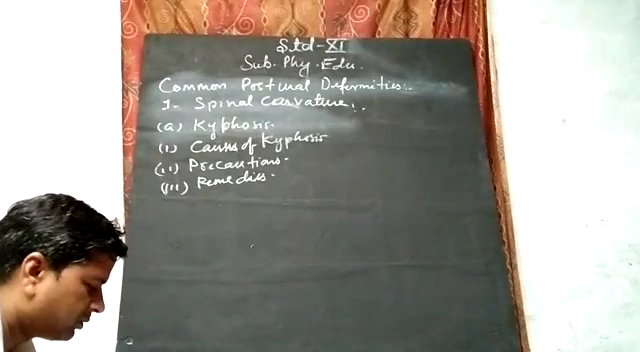 Std - XI
Sub. Phy. Edu.
Common Postural Deformities:.
1. Spinal Curvature:.
(a) Kyphosis.
(i) Causes of Kyphosis
(ii) Precautions.
(iii) Remedies.